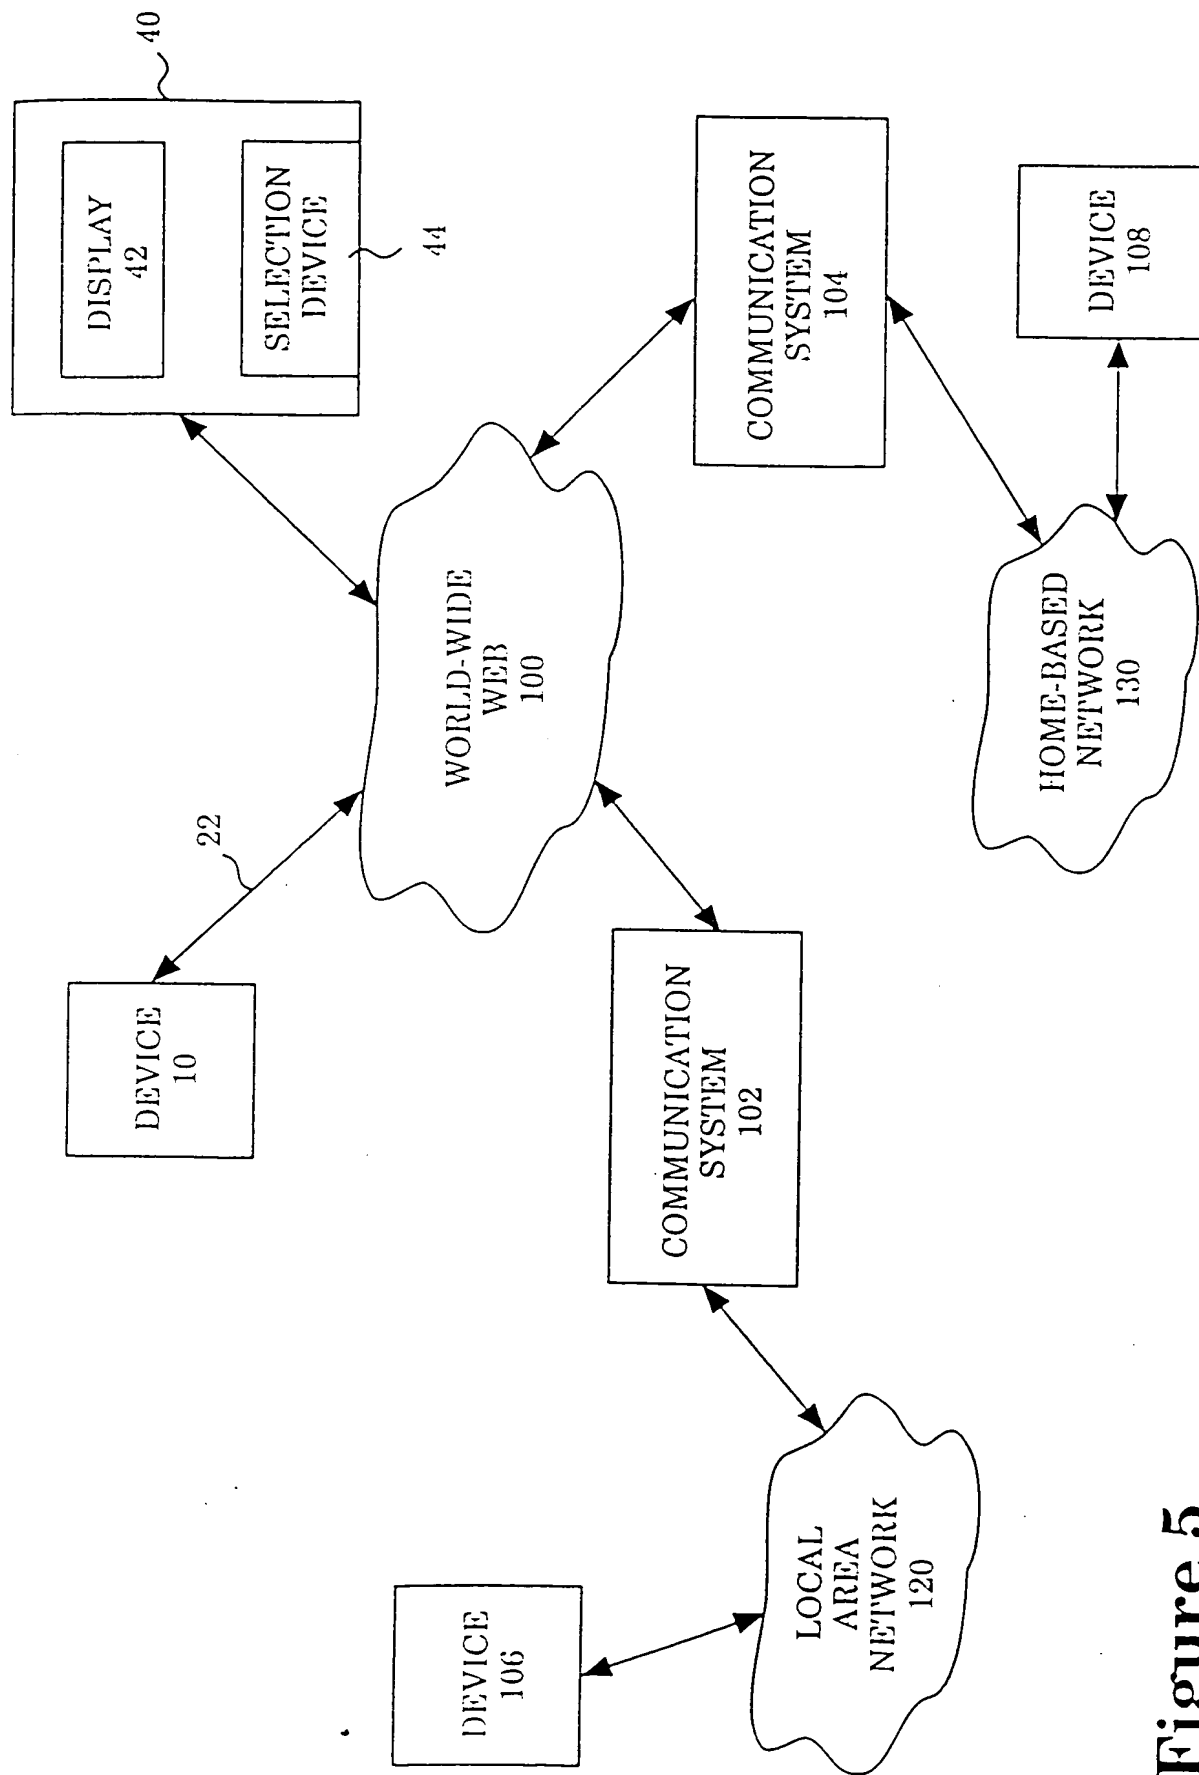 40
DISPLAY
42
SELECTION
DEVICE
44
DEVICE
10
22
WORLD-WIDE
WEB
100
COMMUNICATION
SYSTEM
104
DEVICE
108
COMMUNICATION
SYSTEM
102
HOME-BASED
NETWORK
130
DEVICE
106
LOCAL
AREA
NETWORK
120
Figure 5